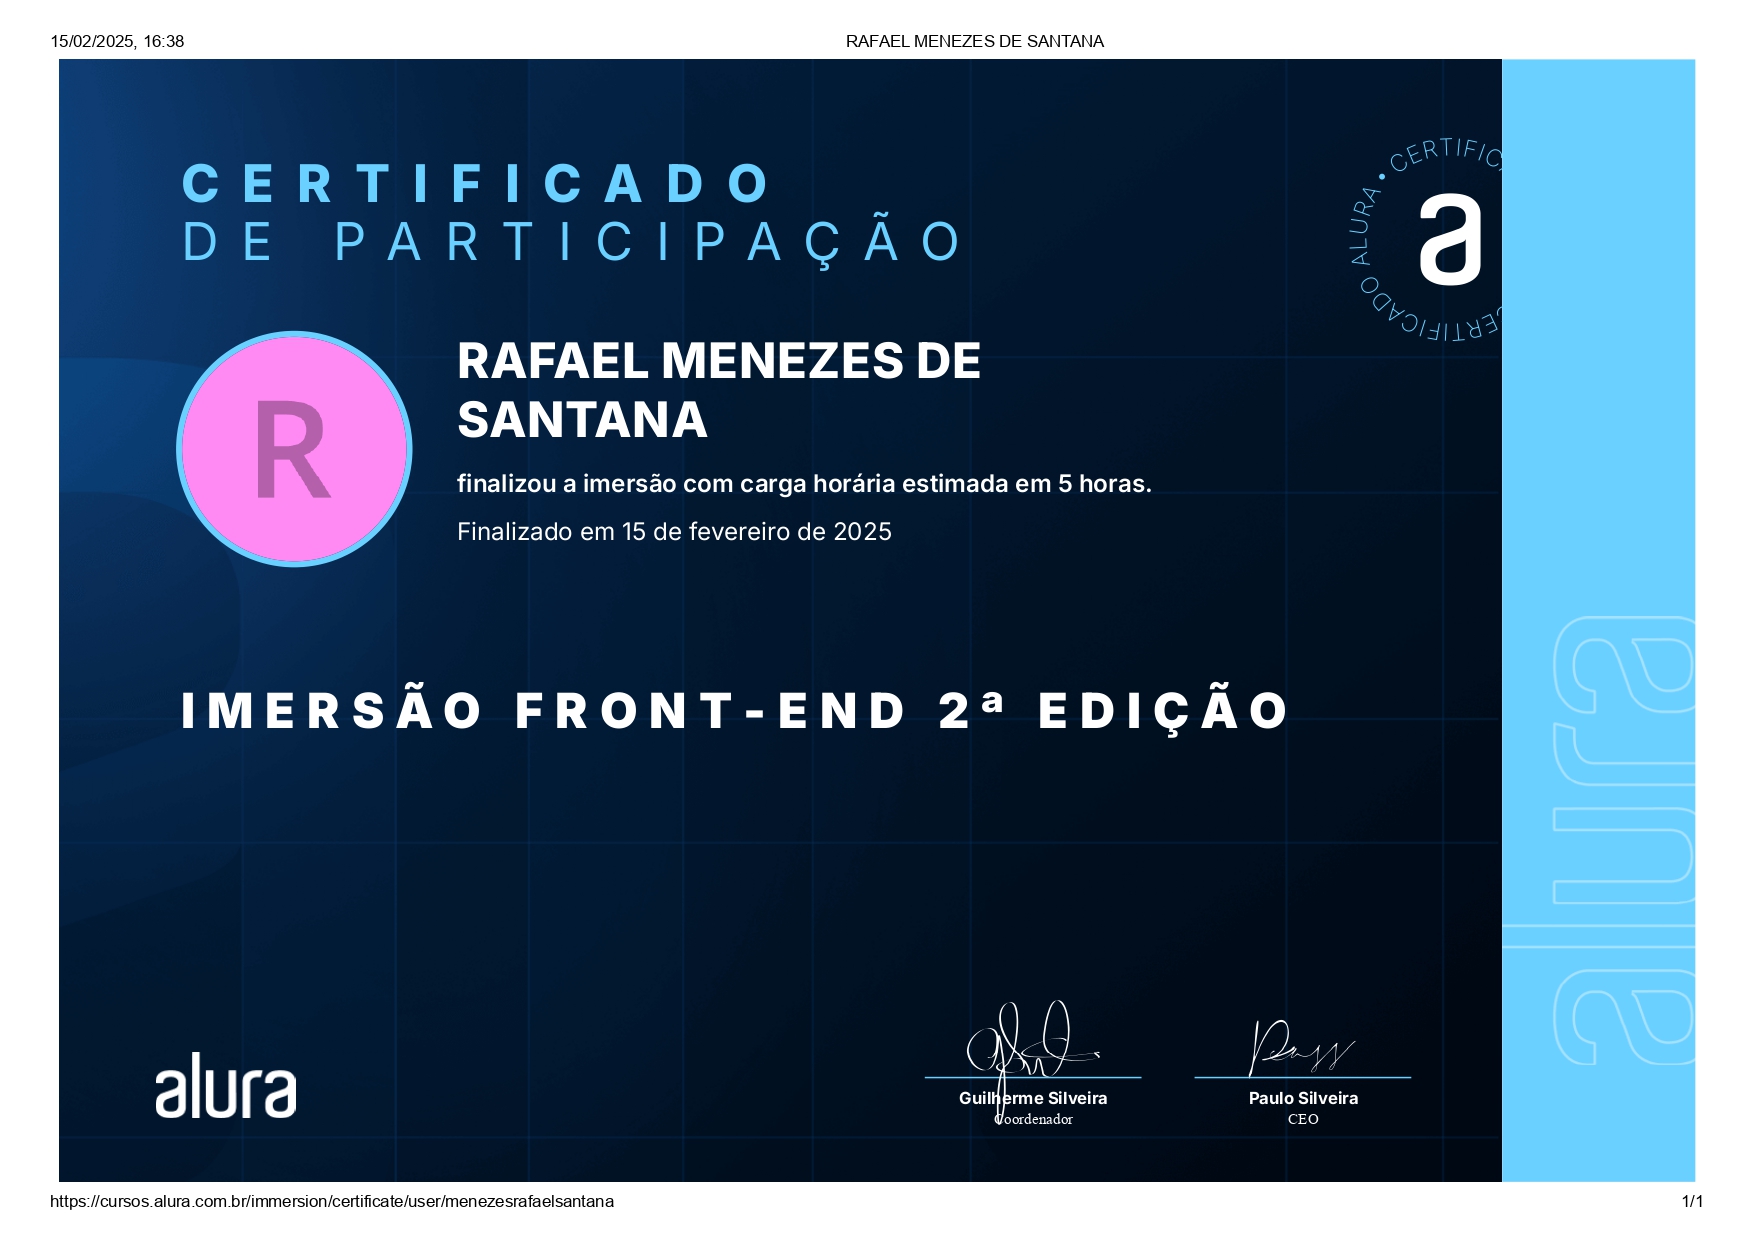 15/02/2025, 16:38
RAFAEL MENEZES DE SANTANA
CERTIFICADO
DE PARTICIPAÇÃO
ALURA • CERTIFIC
CERTIFICADO
a
R
RAFAEL MENEZES DE
SANTANA
finalizou a imersão com carga horária estimada em 5 horas.
Finalizado em 15 de fevereiro de 2025
IMERSÃO FRONT-END 2ª EDIÇÃO
alura
alura
Guilherme Silveira
Coordenador
Paulo Silveira
CEO
https://cursos.alura.com.br/immersion/certificate/user/menezesrafaelsantana
1/1